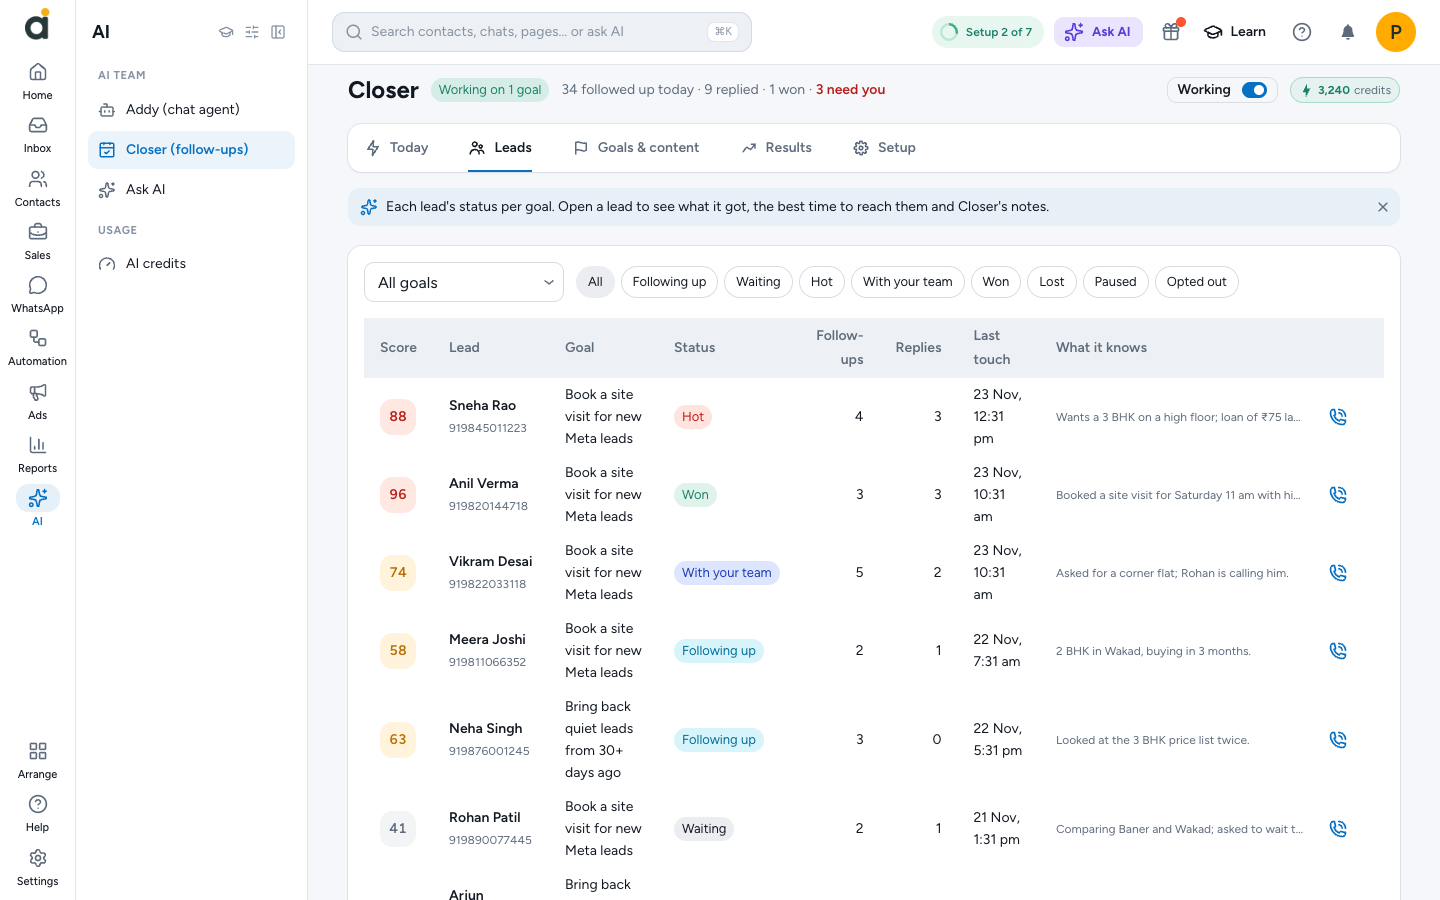 Search contacts, chats, pages... or ask AI
⌘K
Setup 2 of 7
Ask AI
Learn
P
Home
Inbox
Contacts
Sales
WhatsApp
Automation
Ads
Reports
AI
Arrange
Help
Settings
AI
AI TEAM
Addy (chat agent)
Closer (follow-ups)
Ask AI
USAGE
AI credits
Closer
Working on 1 goal
34 followed up today · 9 replied · 1 won · 3 need you
Working
3,240 credits
Today
Leads
Goals & content
Results
Setup
Each lead's status per goal. Open a lead to see what it got, the best time to reach them and Closer's notes.
All goals
All
Following up
Waiting
Hot
With your team
Won
Lost
Paused
Opted out
Score
Lead
Goal
Status
Follow-
ups
Replies
Last
touch
What it knows
88
Sneha Rao
919845011223
Book a site
visit for new
Meta leads
Hot
4
3
23 Nov,
12:31
pm
Wants a 3 BHK on a high floor; loan of ₹75 la...
96
Anil Verma
919820144718
Book a site
visit for new
Meta leads
Won
3
3
23 Nov,
10:31
am
Booked a site visit for Saturday 11 am with hi...
74
Vikram Desai
919822033118
Book a site
visit for new
Meta leads
With your team
5
2
23 Nov,
10:31
am
Asked for a corner flat; Rohan is calling him.
58
Meera Joshi
919811066352
Book a site
visit for new
Meta leads
Following up
2
1
22 Nov,
7:31 am
2 BHK in Wakad, buying in 3 months.
63
Neha Singh
919876001245
Bring back
quiet leads
from 30+
days ago
Following up
3
0
22 Nov,
5:31 pm
Looked at the 3 BHK price list twice.
41
Rohan Patil
919890077445
Book a site
visit for new
Meta leads
Waiting
2
1
21 Nov,
1:31 pm
Comparing Baner and Wakad; asked to wait t...
Arjun
Bring back